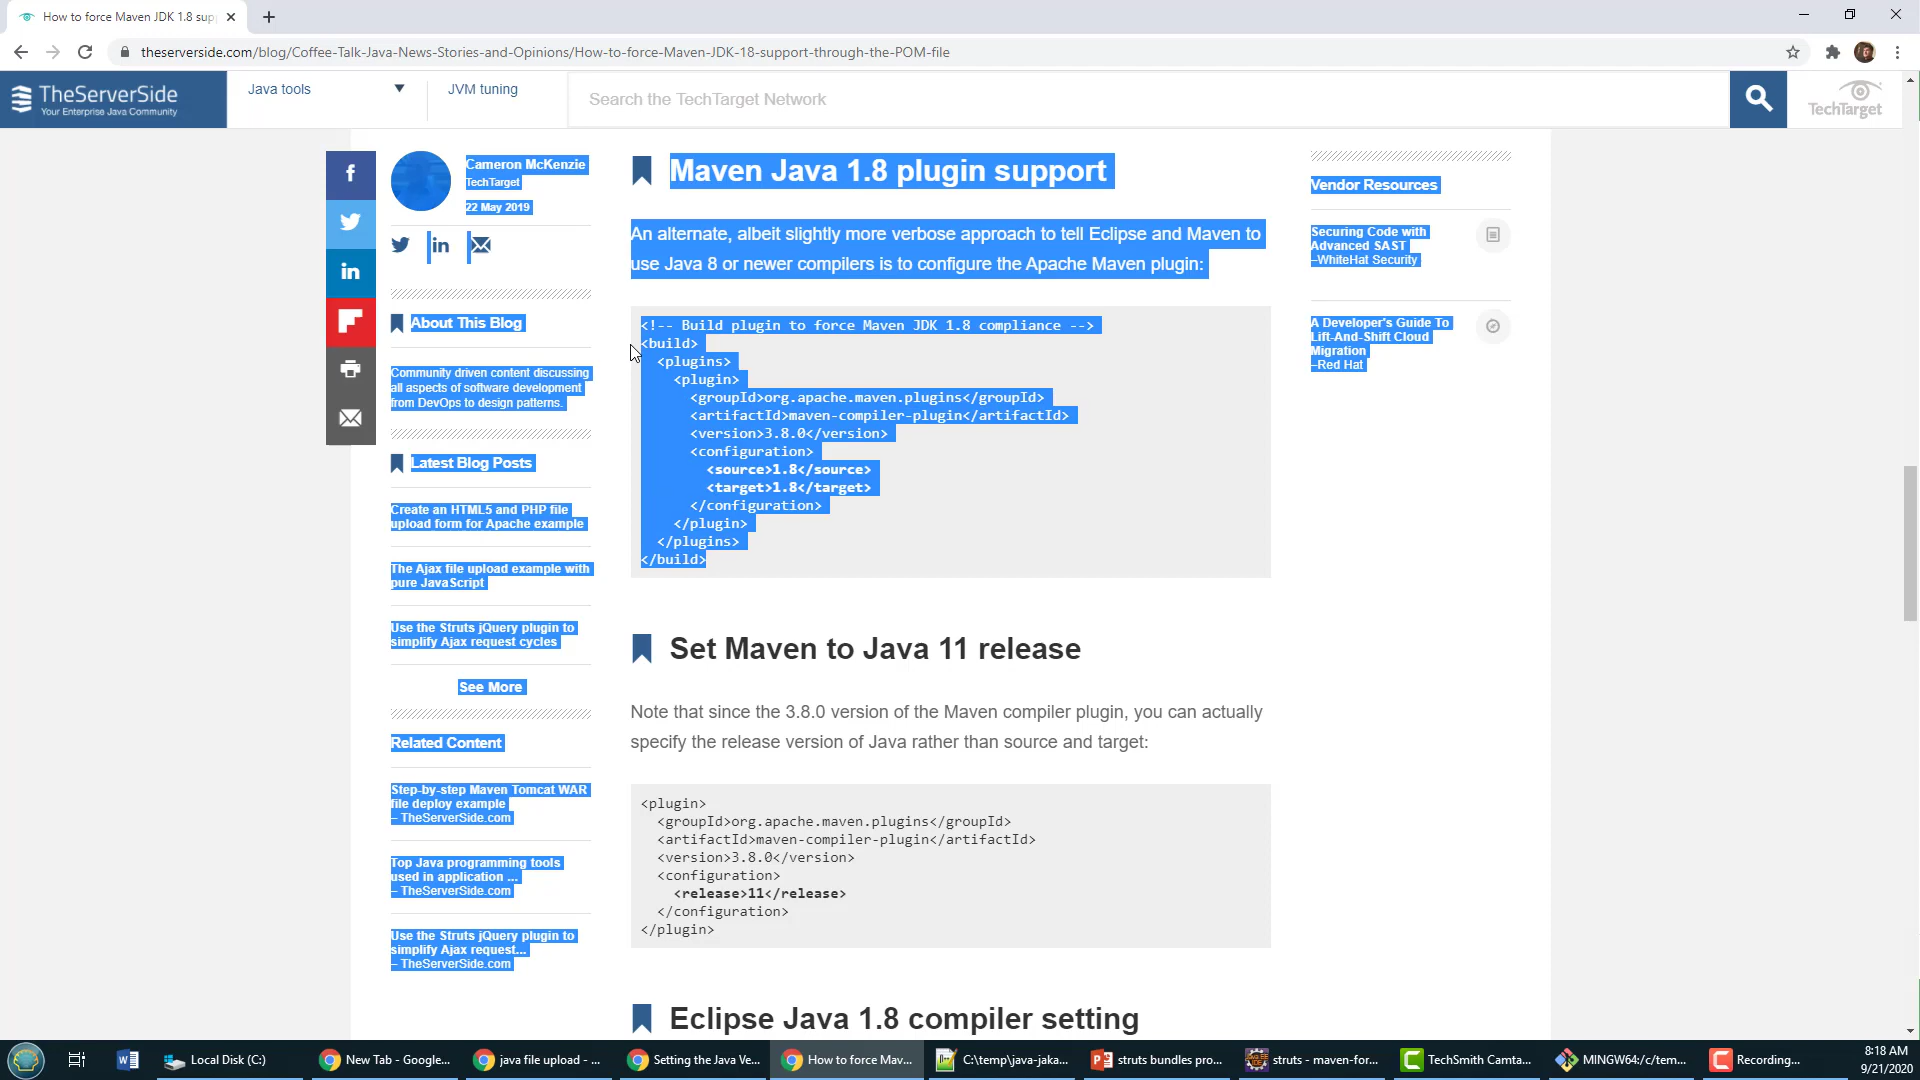 How to force Maven JDK 1.8 sup
theserverside.com/blog/Coffee-Talk-Java-News-Stories-and-Opinions/How-to-force-Maven-JDK-18-support-through-the-POM-file
TheServerSide
Your Enterprise Java Community
Java tools
JVM tuning
Search the TechTarget Network
TechTarget
Cameron McKenzie
TechTarget
22 May 2019
About This Blog
Community driven content discussing
all aspects of software development
from DevOps to design patterns.
Latest Blog Posts
Create an HTML5 and PHP file
upload form for Apache example
The Ajax file upload example with
pure JavaScript
Use the Struts jQuery plugin to
simplify Ajax request cycles
See More
Related Content
Step-by-step Maven Tomcat WAR
file deploy example
– TheServerSide.com
Top Java programming tools
used in application ...
– TheServerSide.com
Use the Struts jQuery plugin to
simplify Ajax request...
– TheServerSide.com
Maven Java 1.8 plugin support
An alternate, albeit slightly more verbose approach to tell Eclipse and Maven to
use Java 8 or newer compilers is to configure the Apache Maven plugin:
<!-- Build plugin to force Maven JDK 1.8 compliance -->
<build>
<plugins>
<plugin>
<groupId>org.apache.maven.plugins</groupId>
<artifactId>maven-compiler-plugin</artifactId>
<version>3.8.0</version>
<configuration>
<source>1.8</source>
<target>1.8</target>
</configuration>
</plugin>
</plugins>
</build>
Set Maven to Java 11 release
Note that since the 3.8.0 version of the Maven compiler plugin, you can actually
specify the release version of Java rather than source and target:
<plugin>
<groupId>org.apache.maven.plugins</groupId>
<artifactId>maven-compiler-plugin</artifactId>
<version>3.8.0</version>
<configuration>
<release>11</release>
</configuration>
</plugin>
Eclipse Java 1.8 compiler setting
Vendor Resources
Securing Code with
Advanced SAST
–WhiteHat Security
A Developer's Guide To
Lift-And-Shift Cloud
Migration
–Red Hat
Local Disk (C:)
New Tab - Google...
java file upload - ...
Setting the Java Ve...
How to force Mav...
C:\temp\java-jaka...
struts bundles pro...
struts - maven-for...
TechSmith Camta...
MINGW64:/c/tem...
Recording...
8:18 AM
9/21/2020